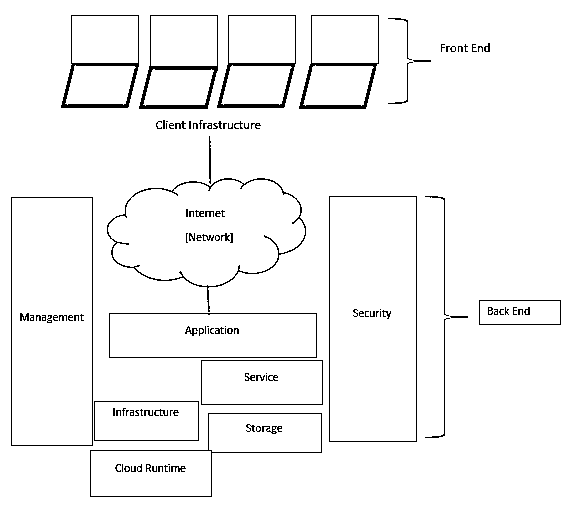 Front End
Client Infrastructure
Internet
[Network]
Management
Security
Back End
Application
Service
Infrastructure
Storage
Cloud Runtime